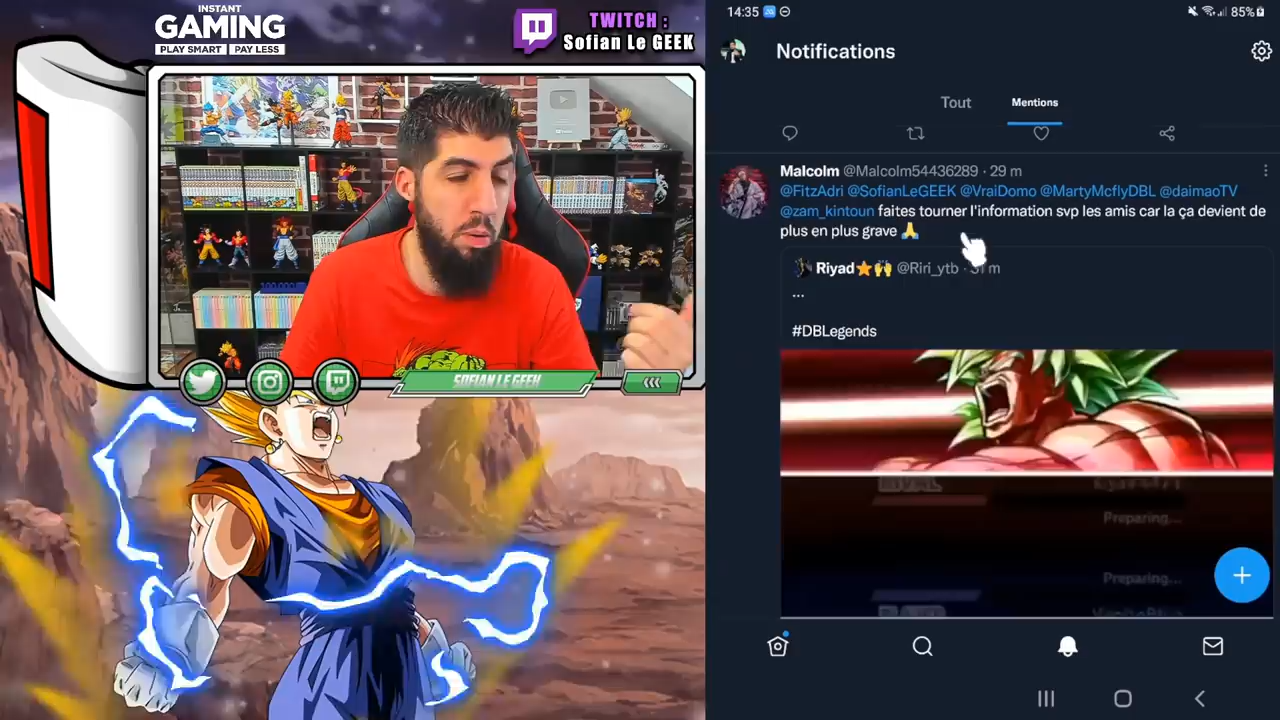 INSTANT
GAMING
PLAY SMART | PAY LESS
TWITCH :
Sofian Le GEEK
SOFIAN LE GEEK
14:35
85%
Notifications
Tout
Mentions
Malcolm @Malcolm54436289 · 29 m
@FitzAdri @SofianLeGEEK @VraiDomo @MartyMcflyDBL @daimaoTV
@zam_kintoun faites tourner l'information svp les amis car la ça devient de
plus en plus grave 🙏
Riyad⭐🙌 @Riri_ytb · 31 m
...
#DBLegends
RIVAL
Preparing...
Preparing...